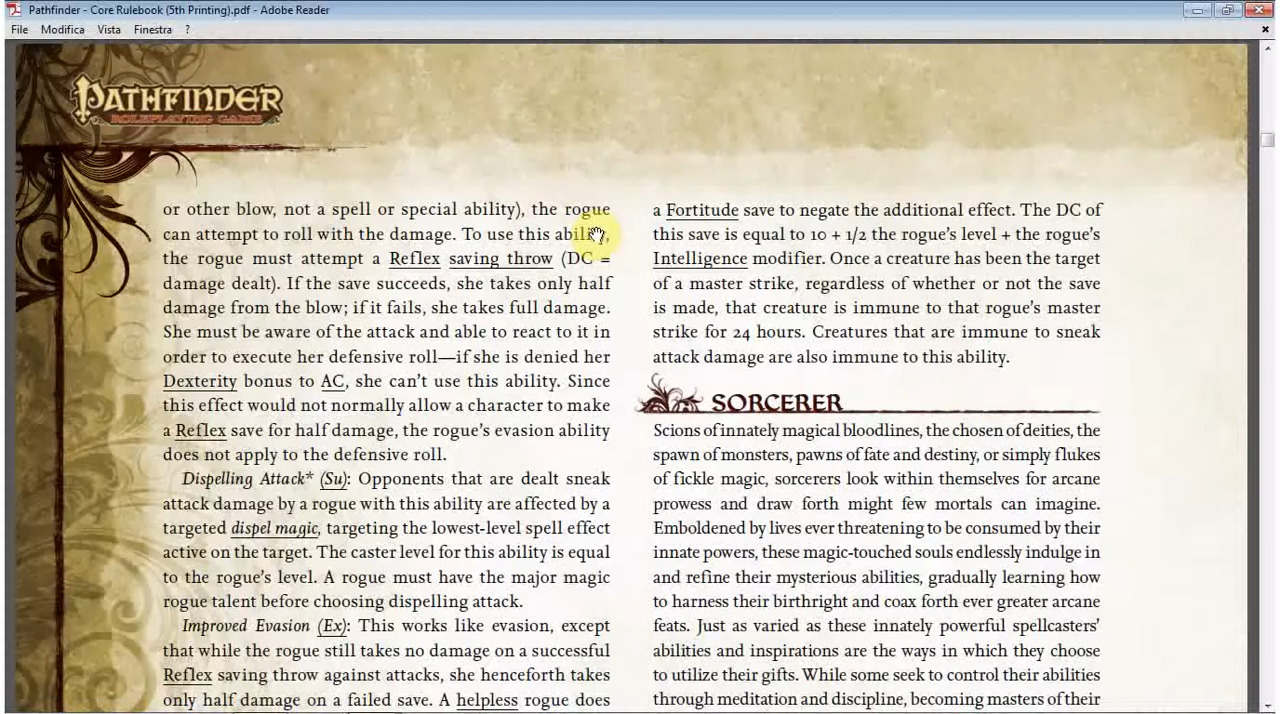 Pathfinder - Core Rulebook (5th Printing).pdf - Adobe Reader
File Modifica Vista Finestra ?
PATHFINDER
ROLEPLAYING GAME
or other blow, not a spell or special ability), the rogue
can attempt to roll with the damage. To use this ability,
the rogue must attempt a Reflex saving throw (DC =
damage dealt). If the save succeeds, she takes only half
damage from the blow; if it fails, she takes full damage.
She must be aware of the attack and able to react to it in
order to execute her defensive roll—if she is denied her
Dexterity bonus to AC, she can't use this ability. Since
this effect would not normally allow a character to make
a Reflex save for half damage, the rogue's evasion ability
does not apply to the defensive roll.
Dispelling Attack* (Su): Opponents that are dealt sneak
attack damage by a rogue with this ability are affected by a
targeted dispel magic, targeting the lowest-level spell effect
active on the target. The caster level for this ability is equal
to the rogue's level. A rogue must have the major magic
rogue talent before choosing dispelling attack.
Improved Evasion (Ex): This works like evasion, except
that while the rogue still takes no damage on a successful
Reflex saving throw against attacks, she henceforth takes
only half damage on a failed save. A helpless rogue does
a Fortitude save to negate the additional effect. The DC of
this save is equal to 10 + 1/2 the rogue's level + the rogue's
Intelligence modifier. Once a creature has been the target
of a master strike, regardless of whether or not the save
is made, that creature is immune to that rogue's master
strike for 24 hours. Creatures that are immune to sneak
attack damage are also immune to this ability.
SORCERER
Scions of innately magical bloodlines, the chosen of deities, the
spawn of monsters, pawns of fate and destiny, or simply flukes
of fickle magic, sorcerers look within themselves for arcane
prowess and draw forth might few mortals can imagine.
Emboldened by lives ever threatening to be consumed by their
innate powers, these magic-touched souls endlessly indulge in
and refine their mysterious abilities, gradually learning how
to harness their birthright and coax forth ever greater arcane
feats. Just as varied as these innately powerful spellcasters'
abilities and inspirations are the ways in which they choose
to utilize their gifts. While some seek to control their abilities
through meditation and discipline, becoming masters of their